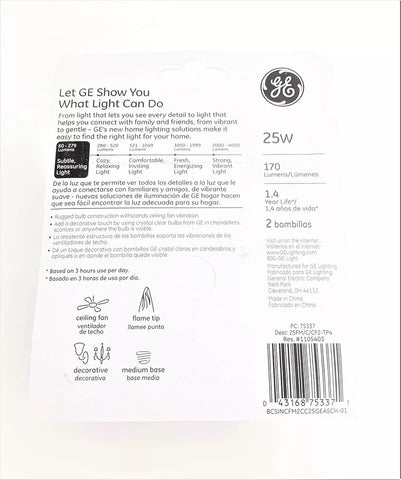 Let GE Show You
What Light Can Do
From light that lets you see every detail to light that
helps you connect with family and friends, from vibrant
to gentle – GE's new home lighting solutions make it
easy to find the right light for your home.
60 - 279 Lumens
280 - 520 Lumens
521 - 1049 Lumens
1050 - 1999 Lumens
2000 - 4000 Lumens
Subtle, Reassuring Light
Cozy, Relaxing Light
Comfortable, Inviting Light
Fresh, Energizing Light
Strong, Vibrant Light
De la luz que te permite ver todos los detalles a la luz que le
ayuda a conectarse con familiares y amigos, de vibrante
a suave - nuevas soluciones de iluminación de GE hacer hogar hacen
que sea fácil encontrar la luz adecuada para su hogar.
• Rugged bulb construction withstands ceiling fan vibration.
• Add a decorative touch by using crystal clear bulbs from GE in chandeliers,
sconces or anywhere the bulb is visible.
• La resistente estructura de las bombillas soporta las vibraciones de los
ventiladores de techo.
• Dé un toque decorativo con bombillas GE cristal claras en candelabros y
apliques o en donde el bombilla puede ser visible.
* Based on 3 hours use per day.
* Basado en 3 horas de uso por día.
ceiling fan
ventilador
de techo
flame tip
llamee punto
decorative
decorativa
medium base
base media
GE
25W
170
Lumens/Lúmenes
1.4
Year Life*/
1,4 años de vida*
2 bombillas
Visit us on the Internet...
Visítenos en internet...
www.GELighting.com
800-GE-Light
Manufactured for GE Lighting
Fabricado para GE Lighting
General Electric Company
Nela Park
Cleveland, OH 44112
Made in China
Fabricado en China
PC: 75337
Desc: 25FM/C/CF2-TP4
Res. #1105403
0 43168 75337 1
BCSINCFM2CC25GEASCH-01